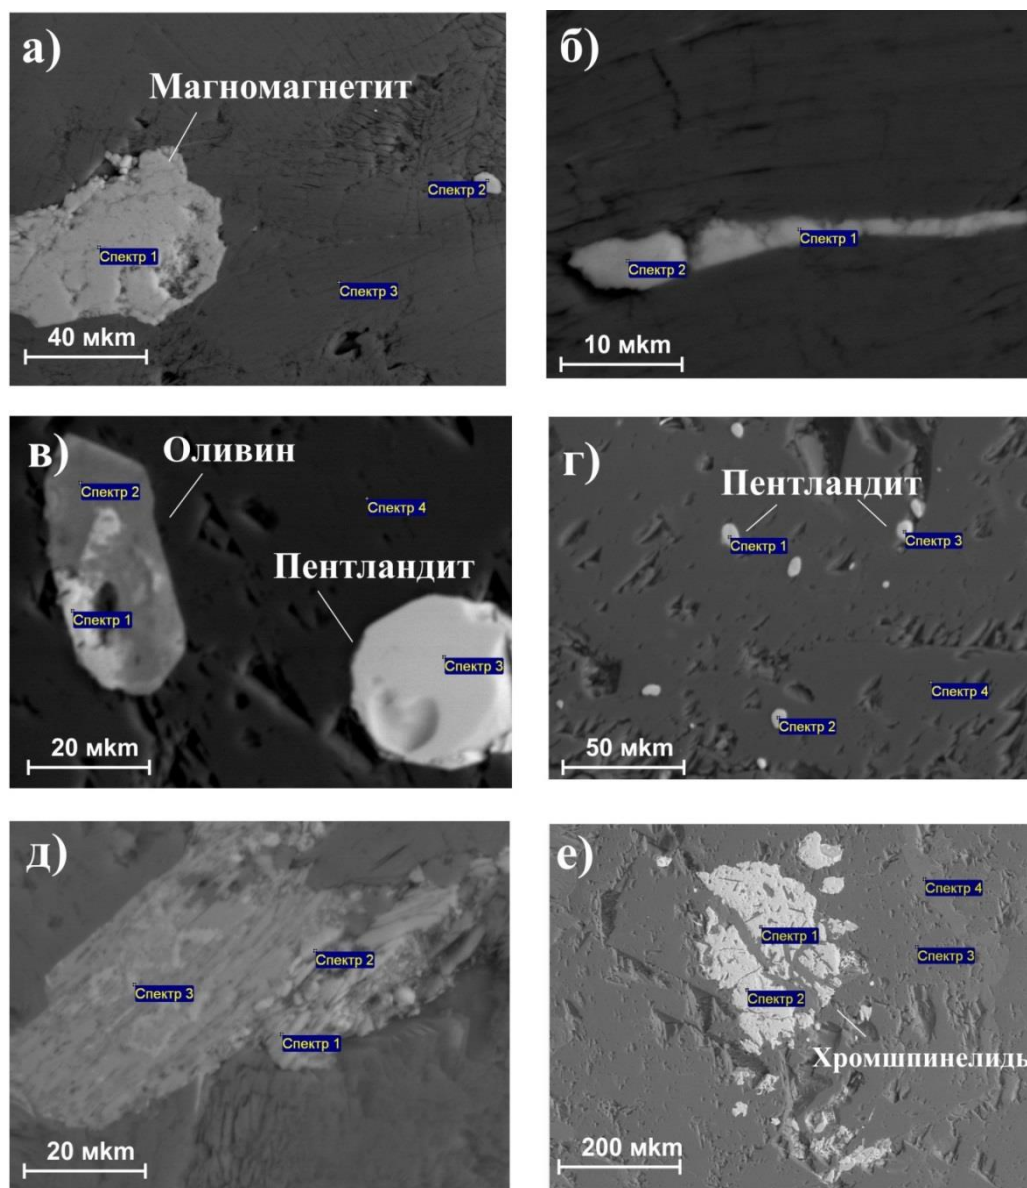 а)
Магномагнетит
Спектр 2
Спектр 1
Спектр 3
40 мкm
б)
Спектр 1
Спектр 2
10 мкm
в)
Оливин
Спектр 2
Спектр 4
Пентландит
Спектр 1
Спектр 3
20 мкm
г)
Пентландит
Спектр 1
Спектр 3
Спектр 4
Спектр 2
50 мкm
д)
Спектр 2
Спектр 3
Спектр 1
20 мкm
е)
Спектр 4
Спектр 1
Спектр 3
Спектр 2
Хромшпинелиды
200 мкm